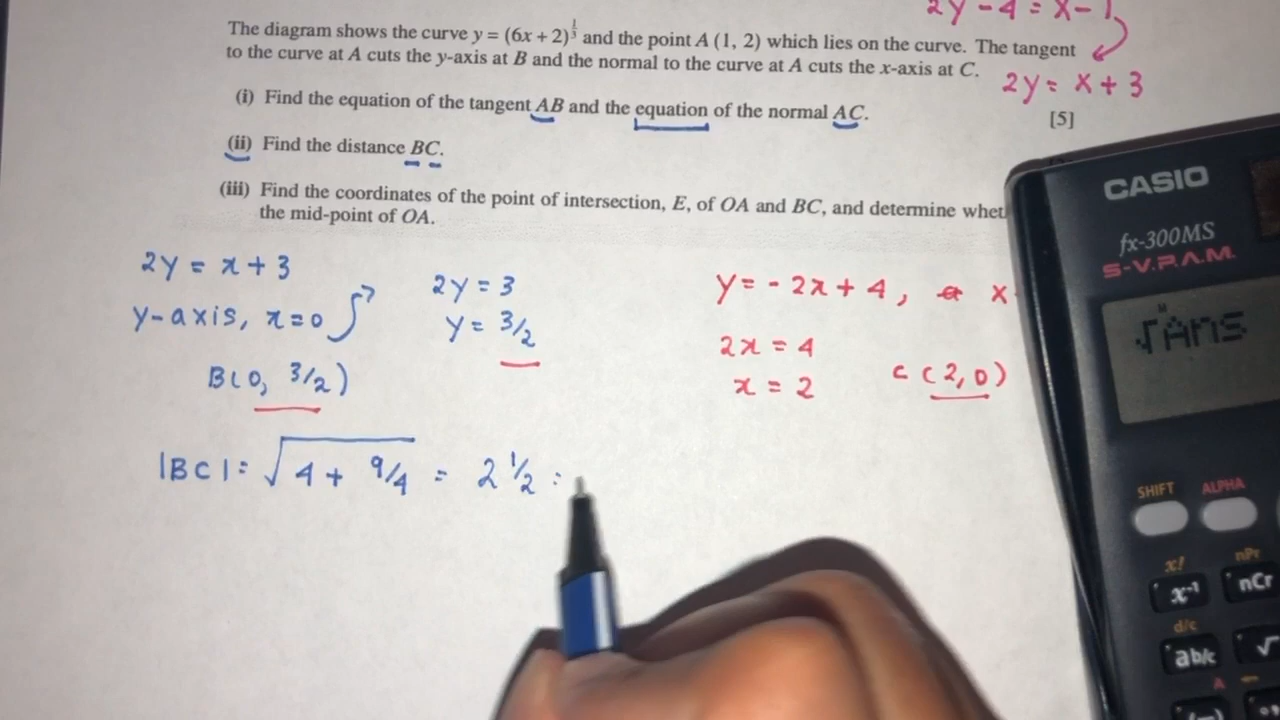 2y - 4 = x - 1
The diagram shows the curve y = (6x + 2)^{1/3} and the point A (1, 2) which lies on the curve. The tangent
to the curve at A cuts the y-axis at B and the normal to the curve at A cuts the x-axis at C.
2y = x + 3
(i) Find the equation of the tangent AB and the equation of the normal AC.
[5]
(ii) Find the distance BC.
(iii) Find the coordinates of the point of intersection, E, of OA and BC, and determine
the mid-point of OA.
2y = x + 3
y-axis, x = 0
B(0, 3/2)
2y = 3
y = 3/2
y = -2x + 4, x
2x = 4
x = 2
C (2, 0)
|BC| = √(4 + 9/4) = 2 1/2 =
CASIO
fx-300MS
S-V.P.A.M.
M
√Ans
SHIFT ALPHA
x! nPr
x⁻¹ nCr
d/c
ab/c √
A